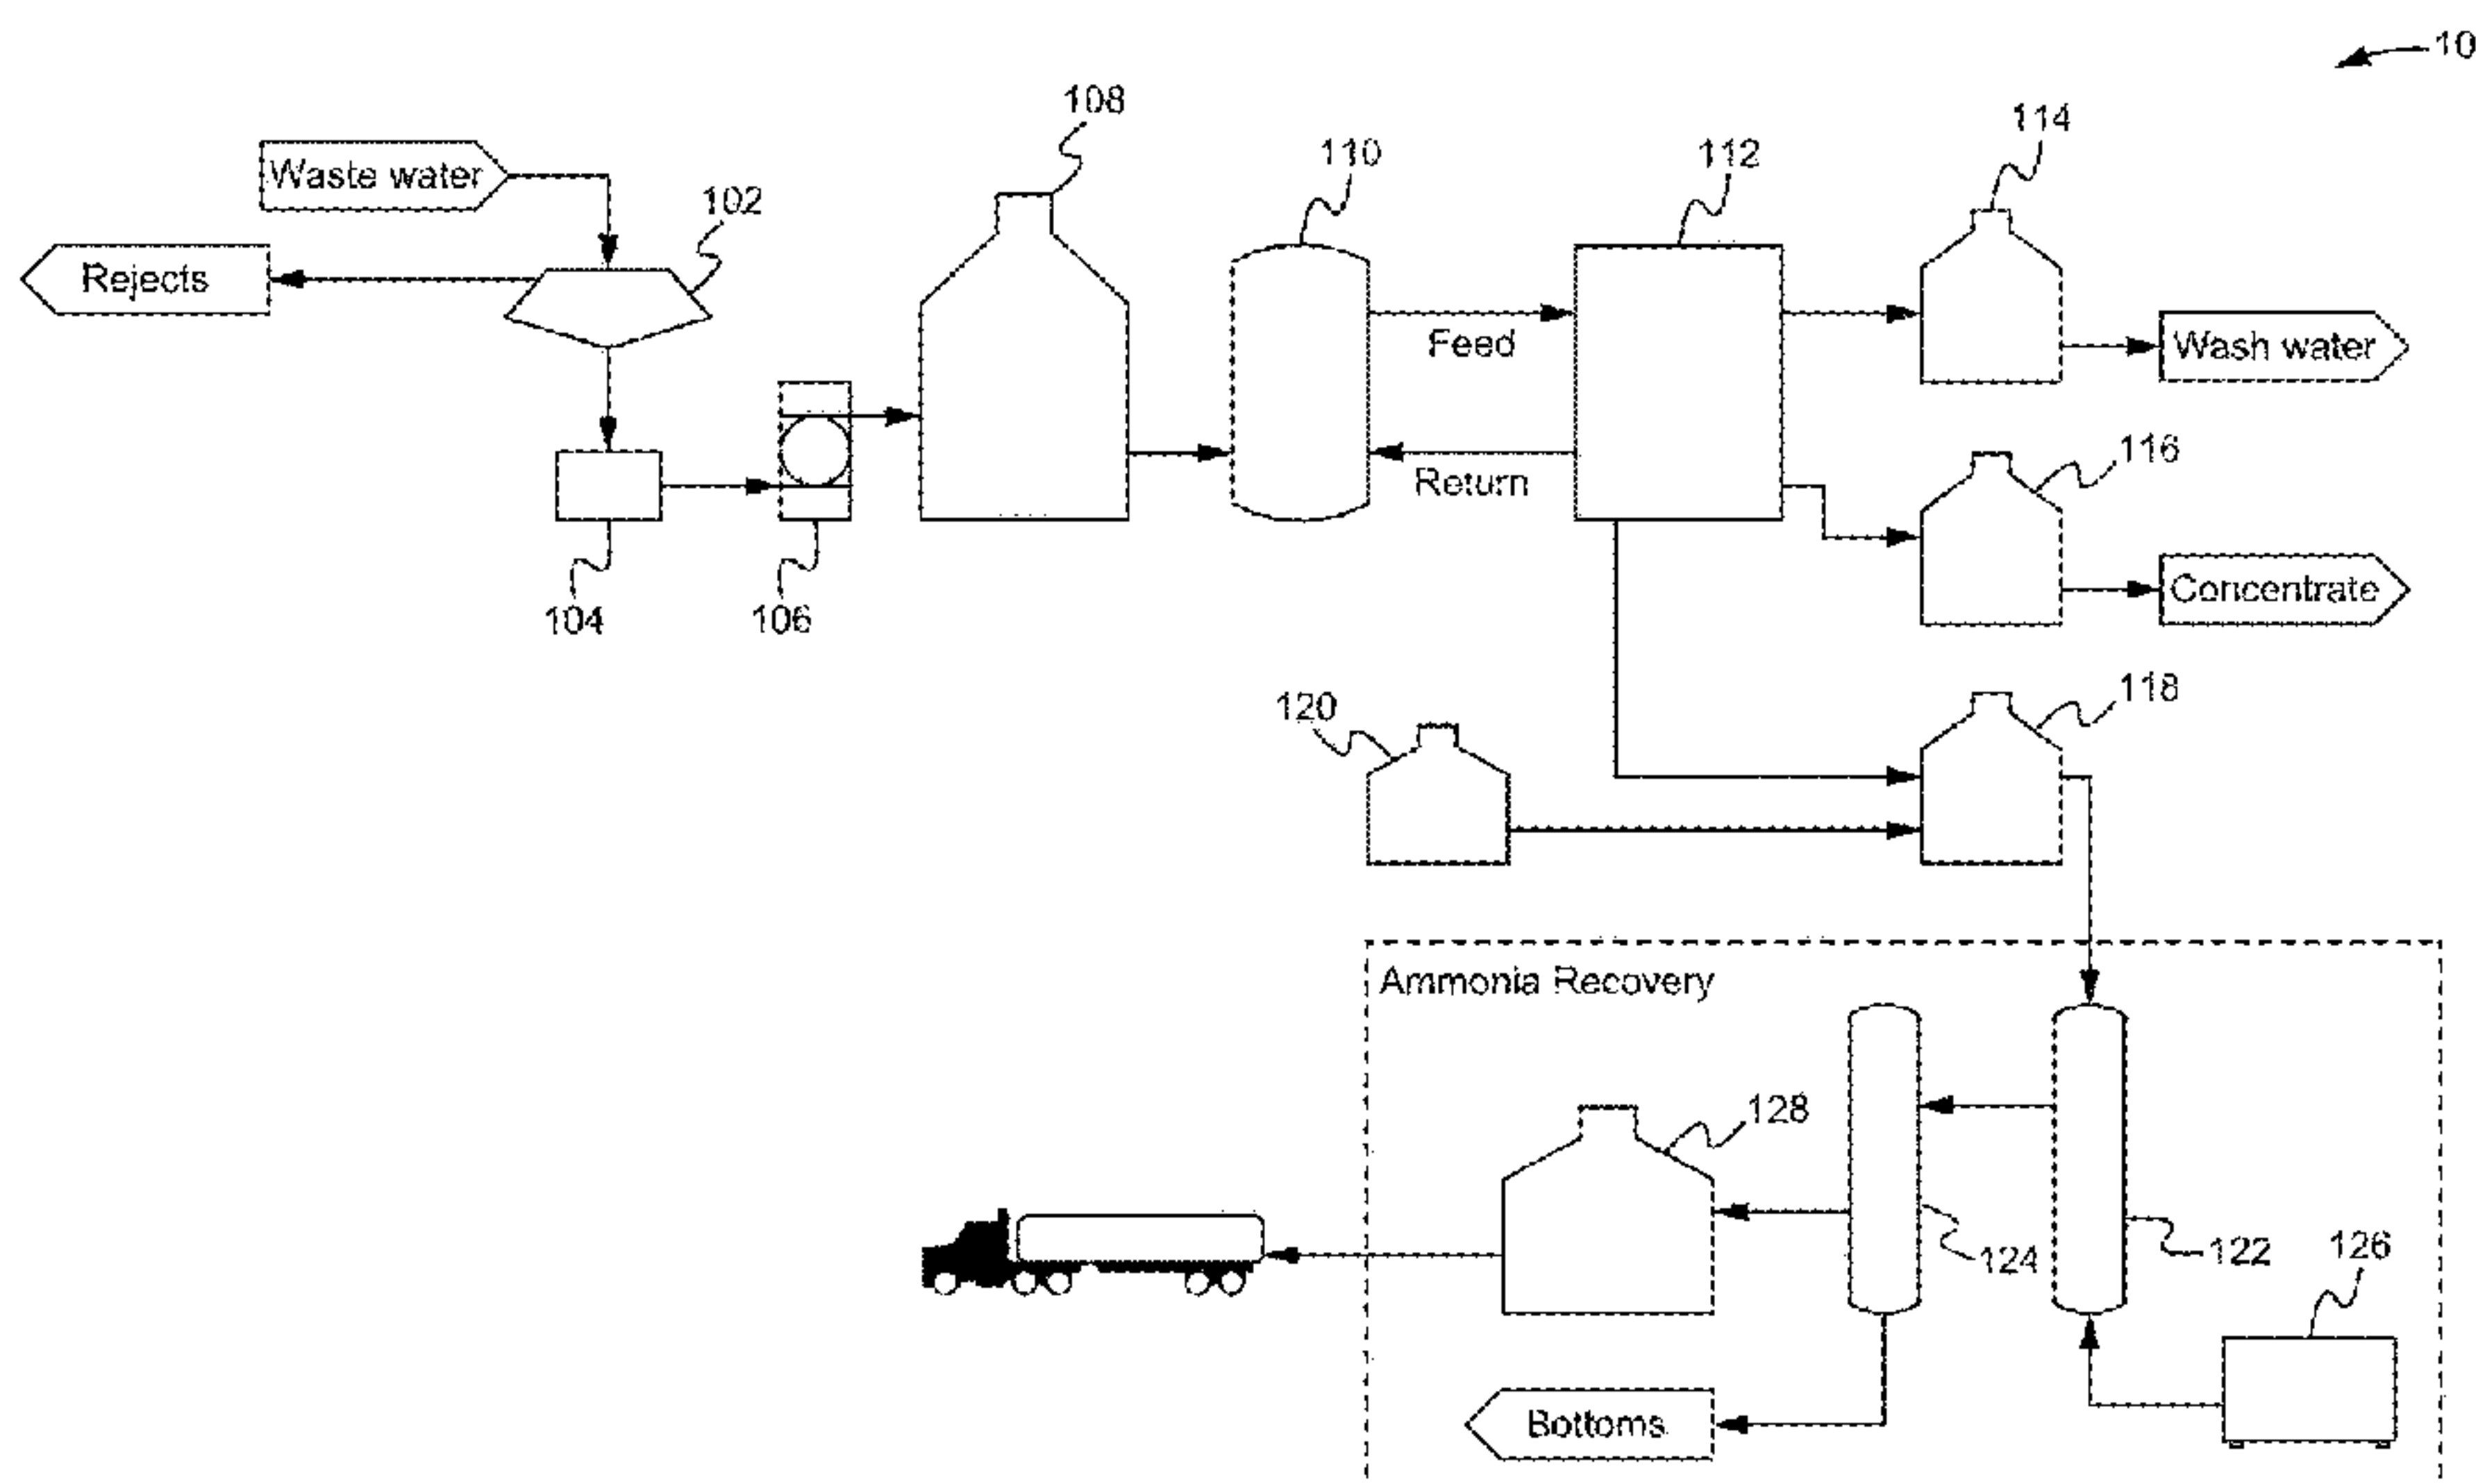 10
108
114
110
112
Waste water
102
Rejects
Feed
Wash water
116
Return
104
106
Concentrate
118
120
Ammonia Recovery
128
124
122
126
Bottoms